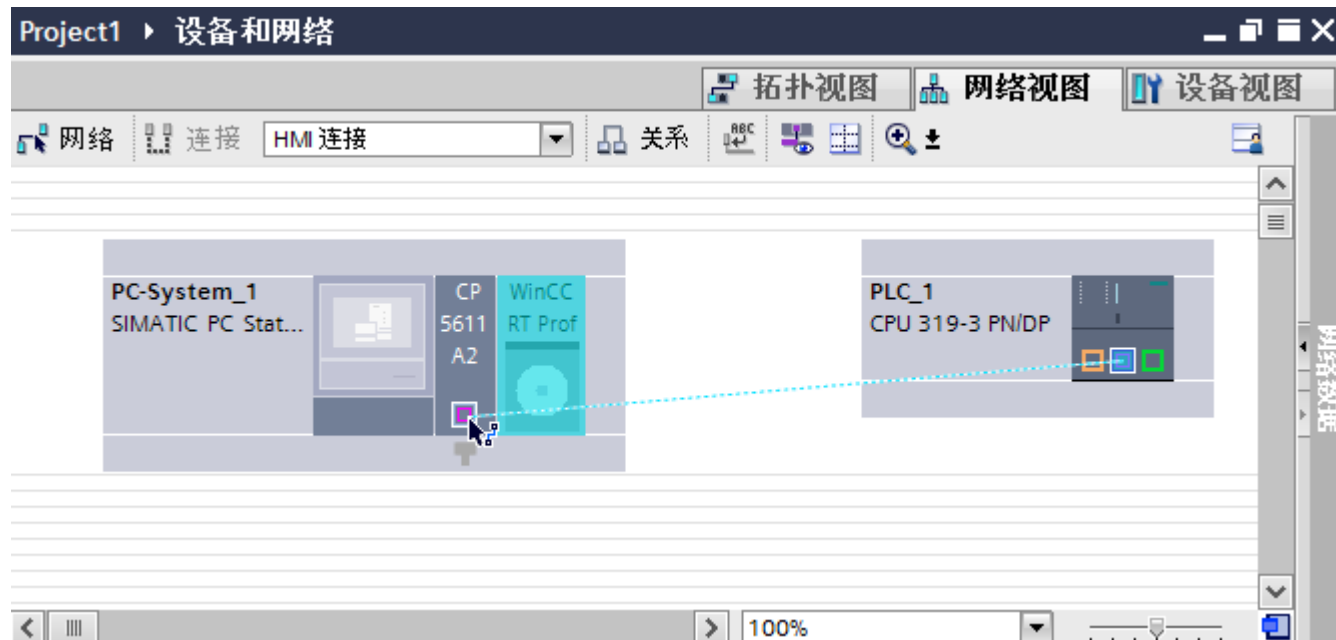 Project1 ▸ 设备和网络
拓扑视图 网络视图 设备视图
网络 连接 HMI 连接 关系 ABC
PC-System_1
SIMATIC PC Stat...
CP
5611
A2
WinCC
RT Prof
PLC_1
CPU 319-3 PN/DP
网络数据
100%